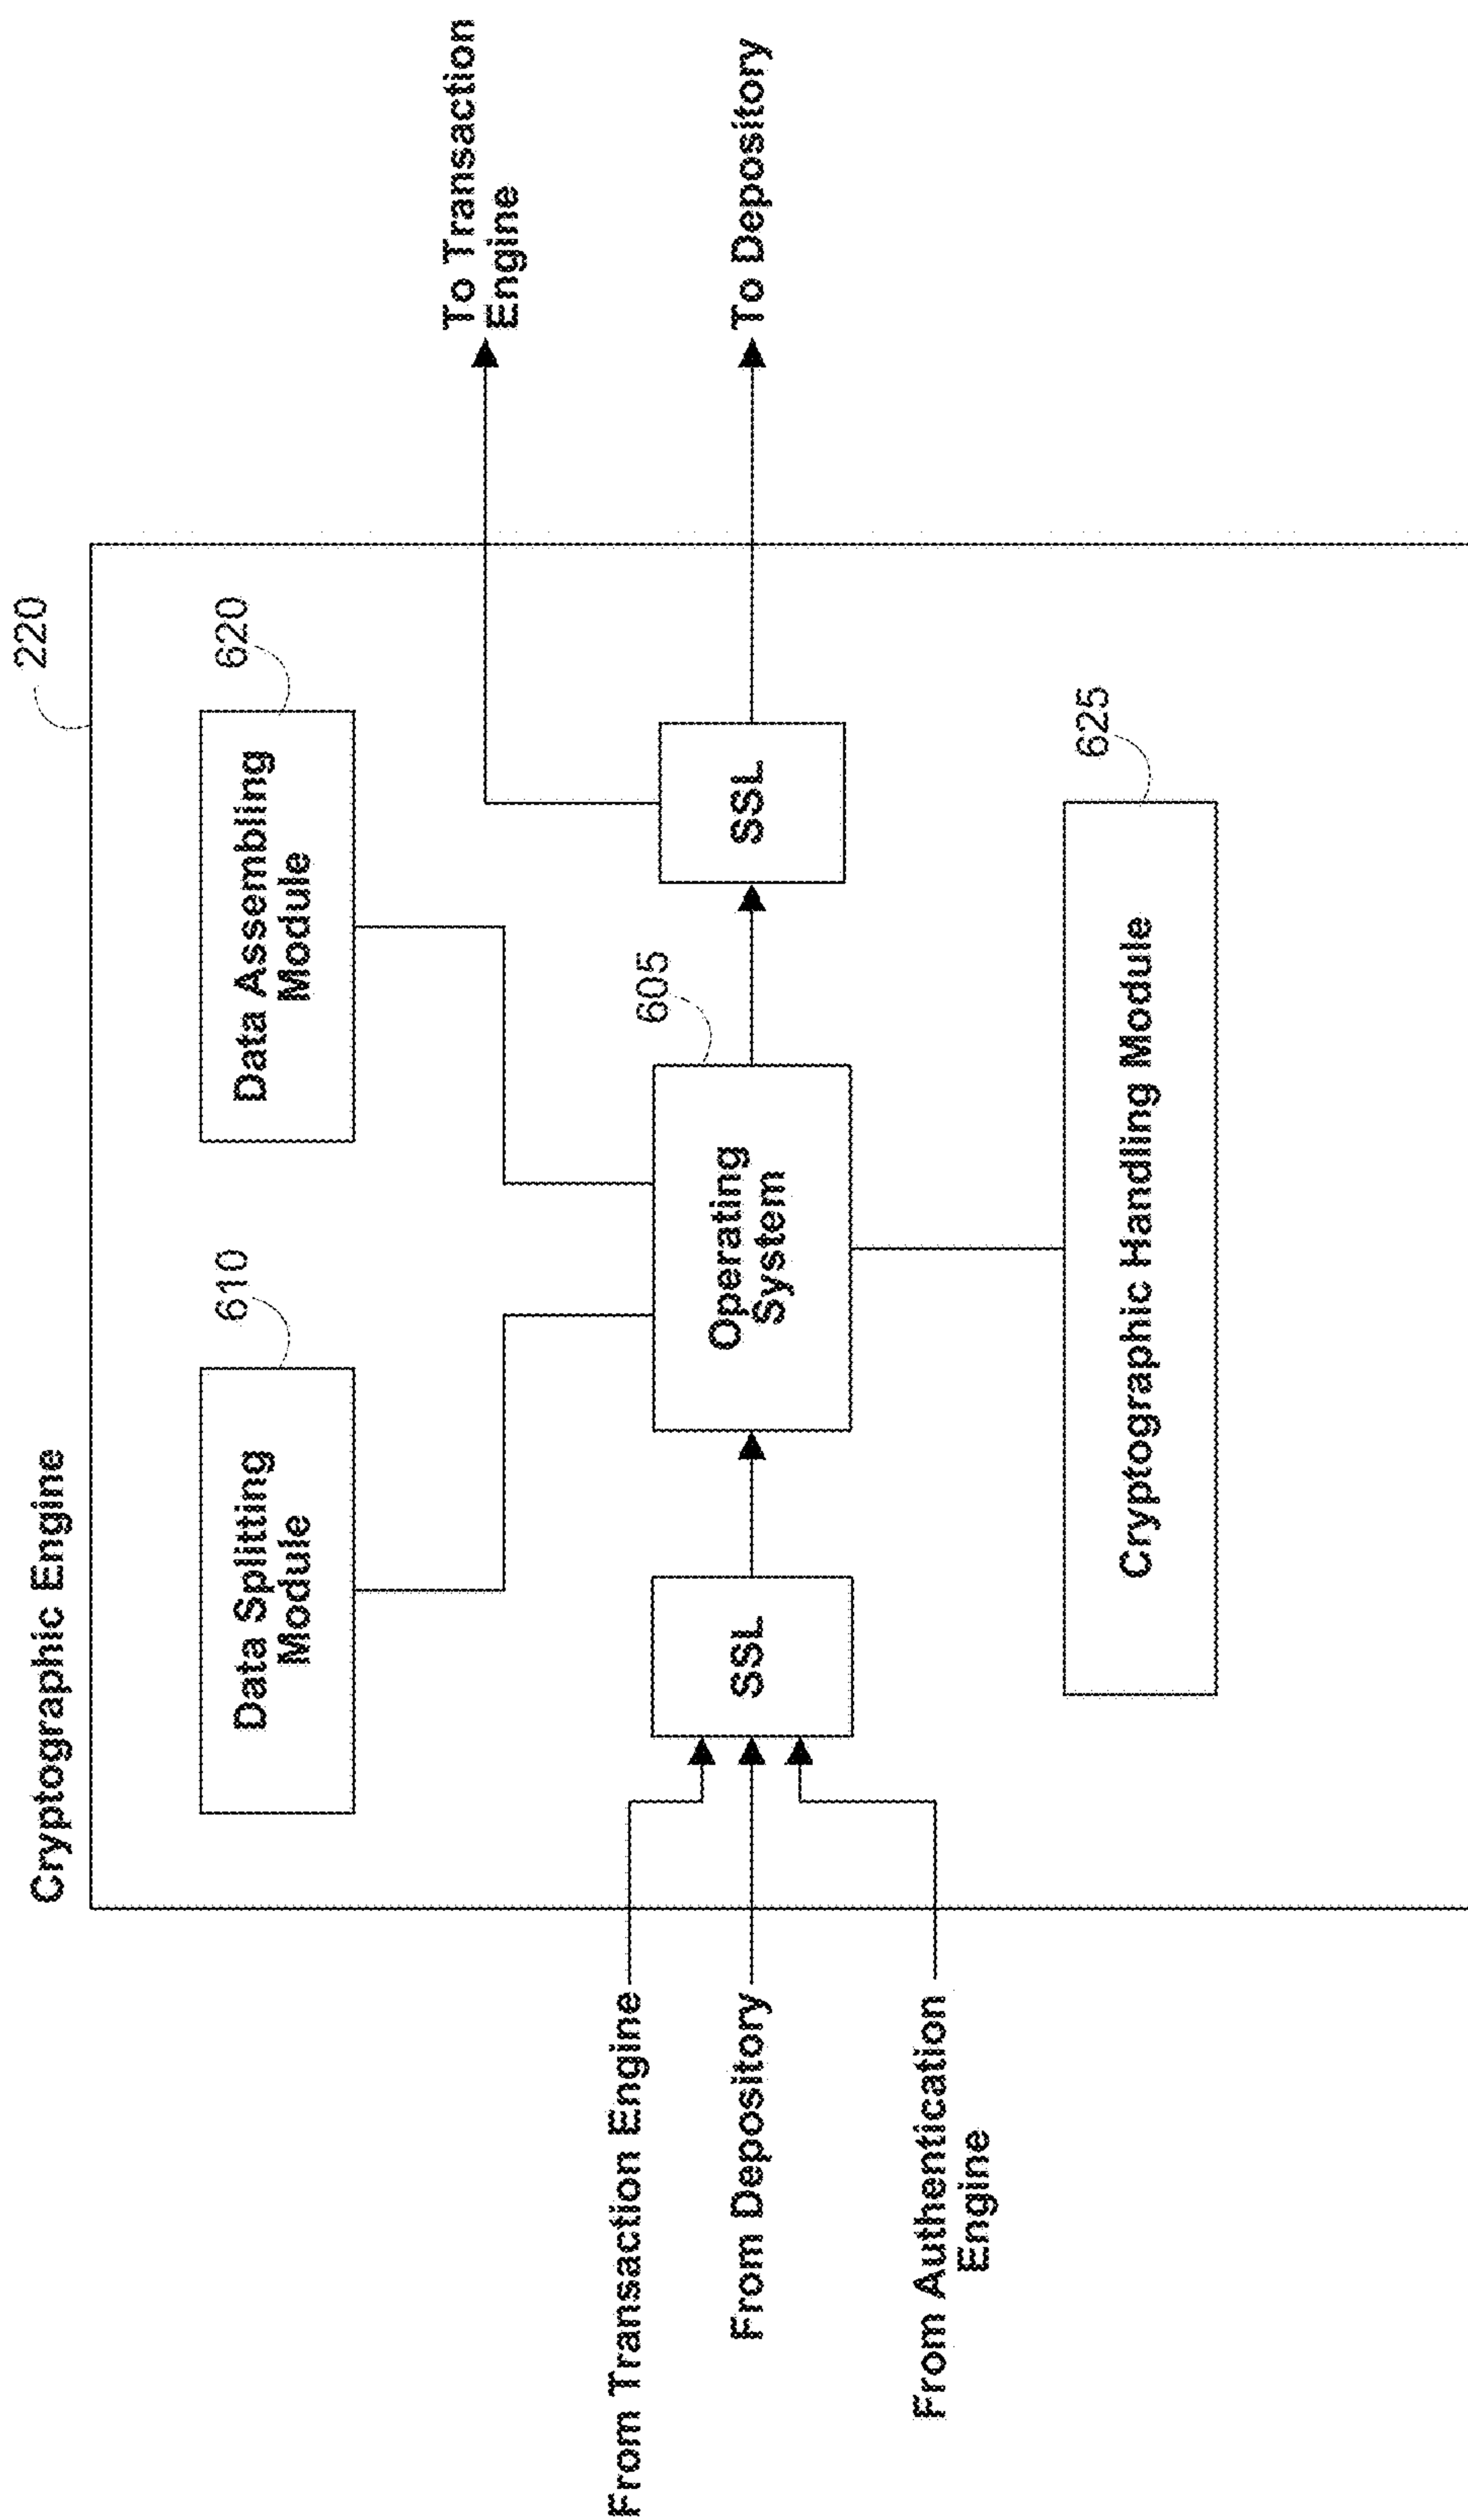 Cryptographic Engine
220
Data Splitting
Module
610
Data Assembling
Module
620
To Transaction
Engine
From Transaction Engine
From Depository
From Authentication
Engine
SSL
Operating
System
605
SSL
To Depository
Cryptographic Handling Module
625